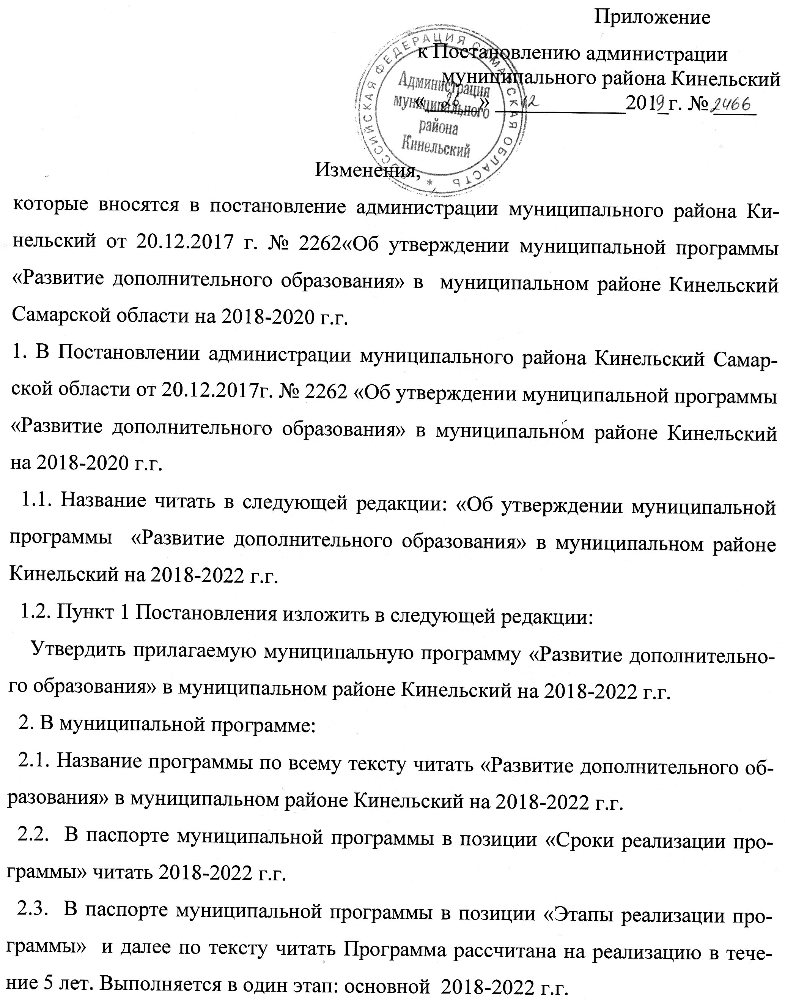 Приложение
к Постановлению администрации
муниципального района Кинельский
« 26 » 12 2019 г. № 2466
РОССИЙСКАЯ ФЕДЕРАЦИЯ САМАРСКАЯ ОБЛАСТЬ *
Администрация
муниципального
района
Кинельский
Изменения,
которые вносятся в постановление администрации муниципального района Ки-
нельский от 20.12.2017 г. № 2262«Об утверждении муниципальной программы
«Развитие дополнительного образования» в муниципальном районе Кинельский
Самарской области на 2018-2020 г.г.
1. В Постановлении администрации муниципального района Кинельский Самар-
ской области от 20.12.2017г. № 2262 «Об утверждении муниципальной программы
«Развитие дополнительного образования» в муниципальном районе Кинельский
на 2018-2020 г.г.
1.1. Название читать в следующей редакции: «Об утверждении муниципальной
программы «Развитие дополнительного образования» в муниципальном районе
Кинельский на 2018-2022 г.г.
1.2. Пункт 1 Постановления изложить в следующей редакции:
Утвердить прилагаемую муниципальную программу «Развитие дополнительно-
го образования» в муниципальном районе Кинельский на 2018-2022 г.г.
2. В муниципальной программе:
2.1. Название программы по всему тексту читать «Развитие дополнительного об-
разования» в муниципальном районе Кинельский на 2018-2022 г.г.
2.2. В паспорте муниципальной программы в позиции «Сроки реализации про-
граммы» читать 2018-2022 г.г.
2.3. В паспорте муниципальной программы в позиции «Этапы реализации про-
граммы» и далее по тексту читать Программа рассчитана на реализацию в тече-
ние 5 лет. Выполняется в один этап: основной 2018-2022 г.г.